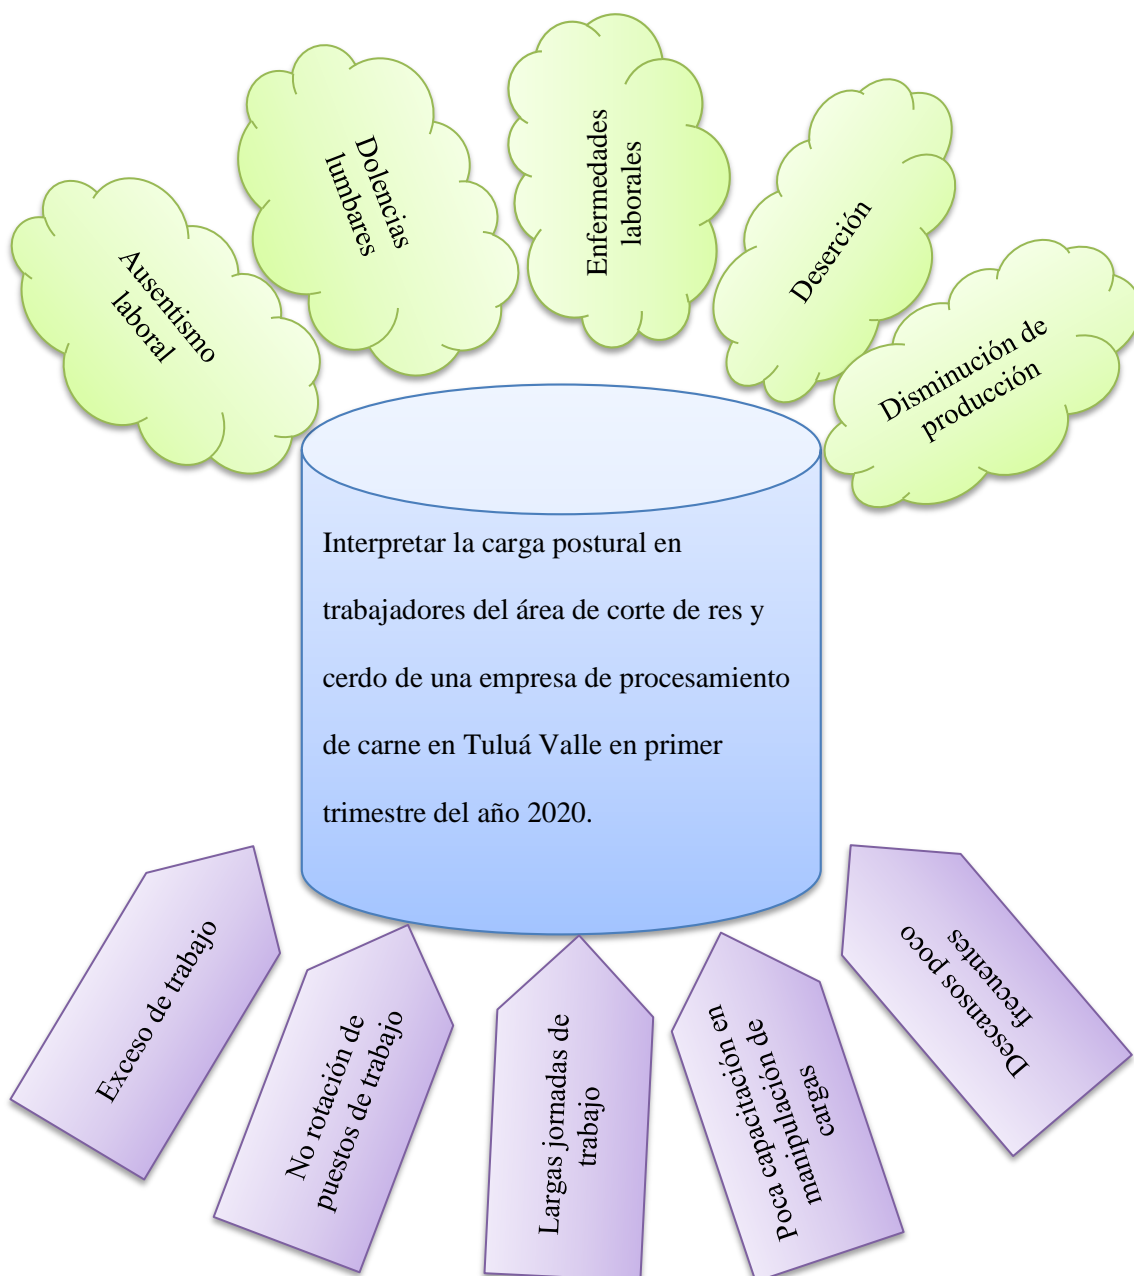 Ausentismo
laboral
Dolencias
lumbares
Enfermedades
laborales
Deserción
Disminución de
producción
Interpretar la carga postural en
trabajadores del área de corte de res y
cerdo de una empresa de procesamiento
de carne en Tuluá Valle en primer
trimestre del año 2020.
Exceso de trabajo
No rotación de
puestos de trabajo
Largas jornadas de
trabajo
Poca capacitación en
manipulación de
cargas
Descansos poco
frecuentes